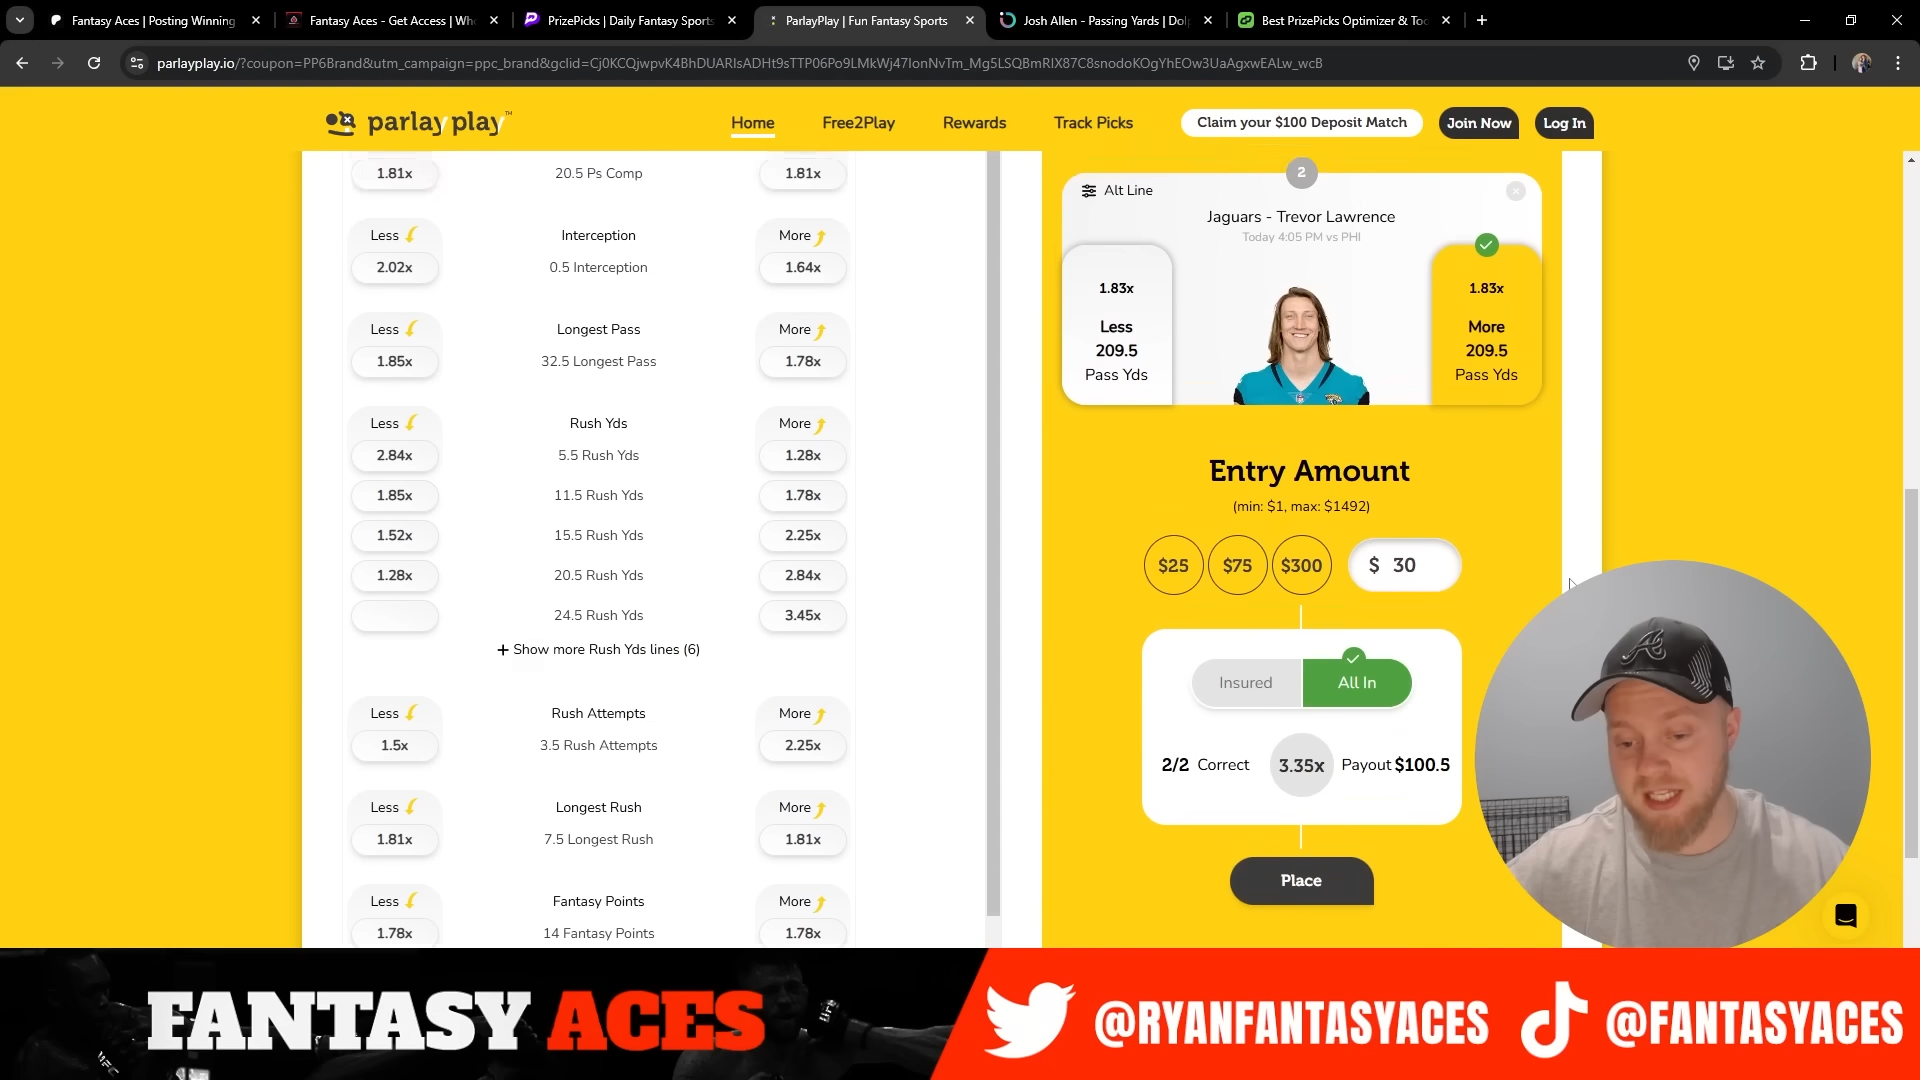 Fantasy Aces | Posting Winning
Fantasy Aces - Get Access | Who
PrizePicks | Daily Fantasy Sports
ParlayPlay | Fun Fantasy Sports
Josh Allen - Passing Yards | Dol
Best PrizePicks Optimizer & Too
parlayplay.io/?coupon=PP6Brand&utm_campaign=ppc_brand&gclid=Cj0KCQjwpvK4BhDUARIsADHt9sTTP06Po9LMkWj47IonNvTm_Mg5LSQBmRIX87C8snodoKOgYhEOw3UaAgxwEALw_wcB
parlay play™
Home
Free2Play
Rewards
Track Picks
Claim your $100 Deposit Match
Join Now
Log In
1.81x 20.5 Ps Comp 1.81x
Less Interception More
2.02x 0.5 Interception 1.64x
Less Longest Pass More
1.85x 32.5 Longest Pass 1.78x
Less Rush Yds More
2.84x 5.5 Rush Yds 1.28x
1.85x 11.5 Rush Yds 1.78x
1.52x 15.5 Rush Yds 2.25x
1.28x 20.5 Rush Yds 2.84x
24.5 Rush Yds 3.45x
+ Show more Rush Yds lines (6)
Less Rush Attempts More
1.5x 3.5 Rush Attempts 2.25x
Less Longest Rush More
1.81x 7.5 Longest Rush 1.81x
Less Fantasy Points More
1.78x 14 Fantasy Points 1.78x
2
Alt Line
Jaguars - Trevor Lawrence
Today 4:05 PM vs PHI
1.83x
Less
209.5
Pass Yds
1.83x
More
209.5
Pass Yds
Entry Amount
(min: $1, max: $1492)
$25 $75 $300 $ 30
Insured All In
2/2 Correct 3.35x Payout $100.5
Place
A
FANTASY ACES
@RYANFANTASYACES
@FANTASYACES